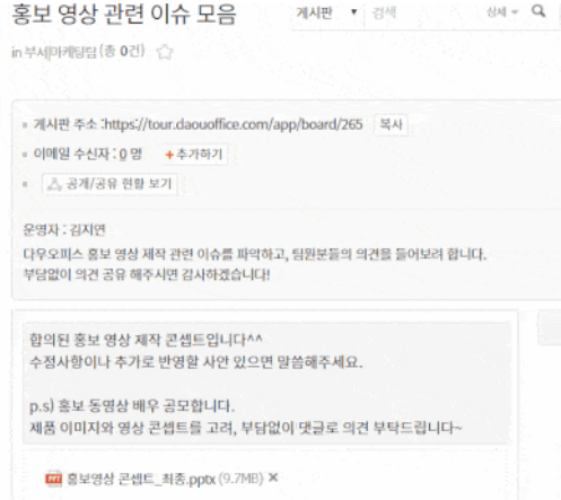 홍보 영상 관련 이슈 모음
게시판 ▼ 검색 상세
in 부서|마케팅팀 (총 0건) ☆
게시판 주소 :https://tour.daouoffice.com/app/board/265 복사
이메일 수신자 : 0 명 +추가하기
공개/공유 현황 보기
운영자 : 김지연
다우오피스 홍보 영상 제작 관련 이슈를 파악하고, 팀원분들의 의견을 들어보려 합니다.
부담없이 의견 공유 해주시면 감사하겠습니다!
합의된 홍보 영상 제작 콘셉트입니다^^
수정사항이나 추가로 반영할 사안 있으면 말씀해주세요.
p.s) 홍보 동영상 배우 공모합니다.
제품 이미지와 영상 콘셉트를 고려, 부담없이 댓글로 의견 부탁드립니다~
PPT 홍보영상 콘셉트_최종.pptx (9.7MB) ✕